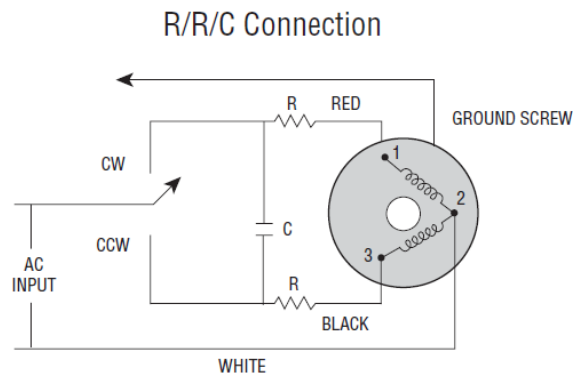 R/R/C Connection
R
RED
GROUND SCREW
CW
1
2
C
CCW
3
AC
INPUT
R
BLACK
WHITE